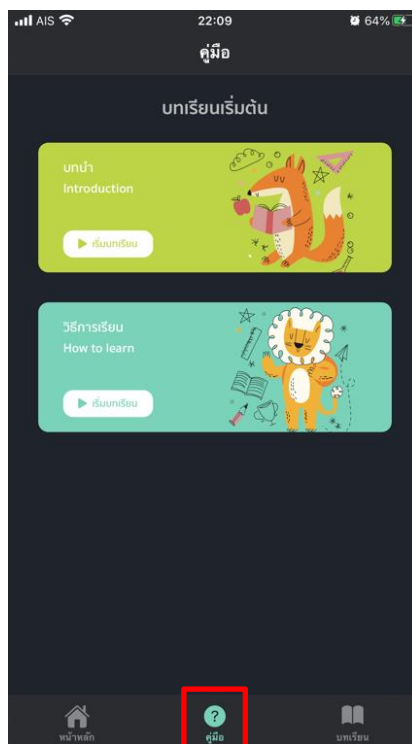 AIS 22:09 64%
คู่มือ
บทเรียนเริ่มต้น
บทนำ
Introduction
เริ่มบทเรียน
วิธีการเรียน
How to learn
เริ่มบทเรียน
?
หน้าหลัก คู่มือ บทเรียน